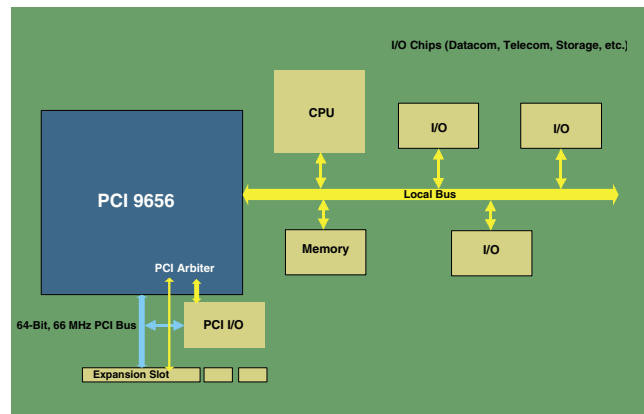 I/O Chips (Datacom, Telecom, Storage, etc.)
CPU
I/O
I/O
PCI 9656
Local Bus
Memory
I/O
PCI Arbiter
64-Bit, 66 MHz PCI Bus
PCI I/O
Expansion Slot